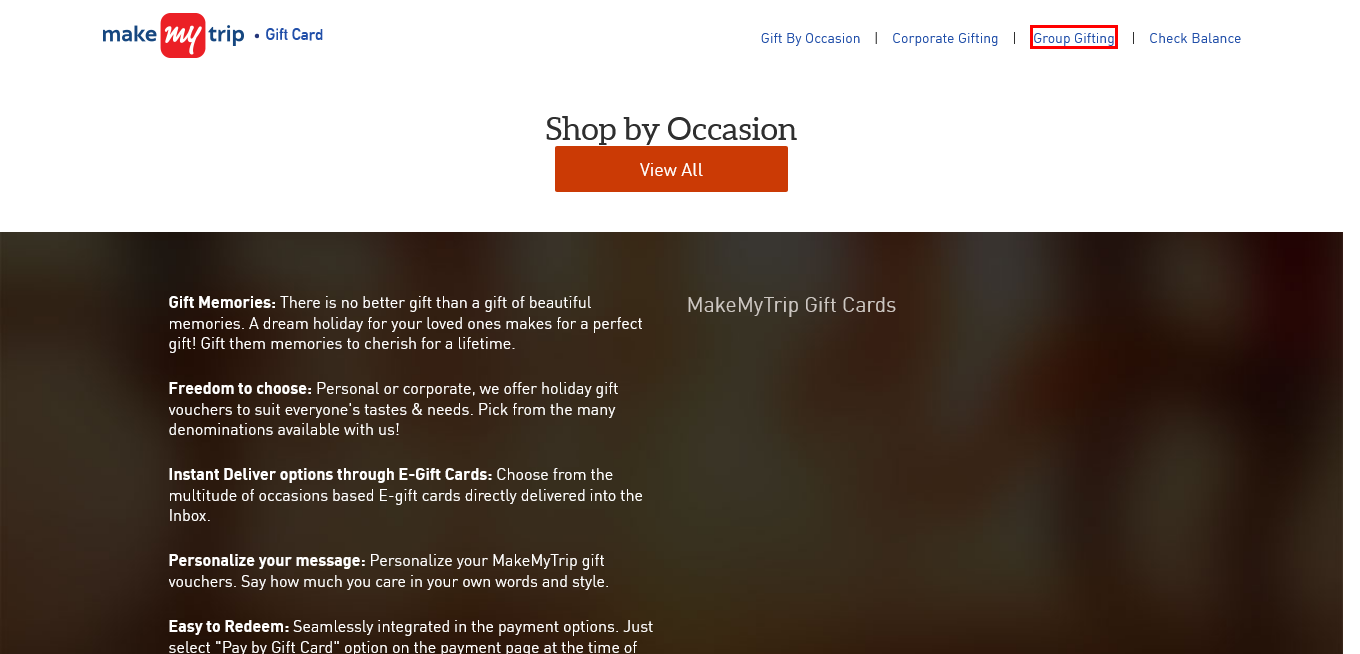 make my trip • Gift Card
Gift By Occasion | Corporate Gifting | Group Gifting | Check Balance
Shop by Occasion
View All
Gift Memories: There is no better gift than a gift of beautiful
memories. A dream holiday for your loved ones makes for a perfect
gift! Gift them memories to cherish for a lifetime.
Freedom to choose: Personal or corporate, we offer holiday gift
vouchers to suit everyone's tastes & needs. Pick from the many
denominations available with us!
Instant Deliver options through E-Gift Cards: Choose from the
multitude of occasions based E-gift cards directly delivered into the
Inbox.
Personalize your message: Personalize your MakeMyTrip gift
vouchers. Say how much you care in your own words and style.
Easy to Redeem: Seamlessly integrated in the payment options. Just
select "Pay by Gift Card" option on the payment page at the time of
MakeMyTrip Gift Cards